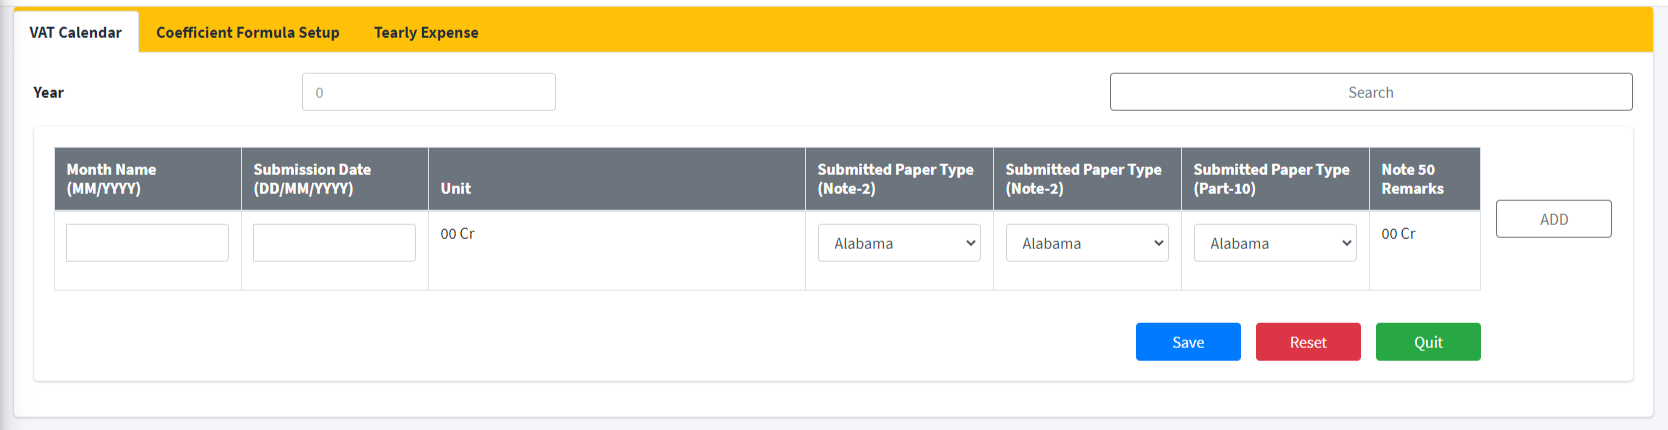 VAT Calendar Coefficient Formula Setup Tearly Expense
Year 0 Search
Month Name (MM/YYYY) Submission Date (DD/MM/YYYY) Unit Submitted Paper Type (Note-2) Submitted Paper Type (Note-2) Submitted Paper Type (Part-10) Note 50 Remarks
ADD
00 Cr Alabama Alabama Alabama 00 Cr
Save Reset Quit